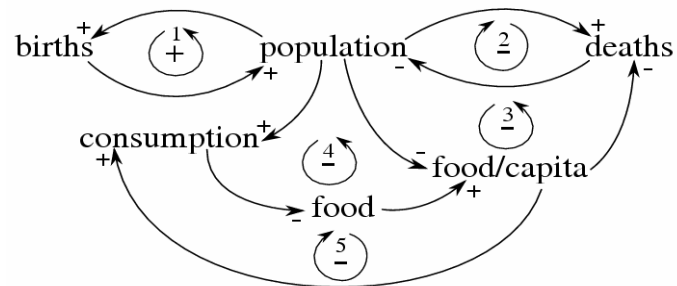 + 1 + 2 +
births + population - deaths
+ - - -
consumption + 4 - 3
+ - food/capita
- food +
5
-